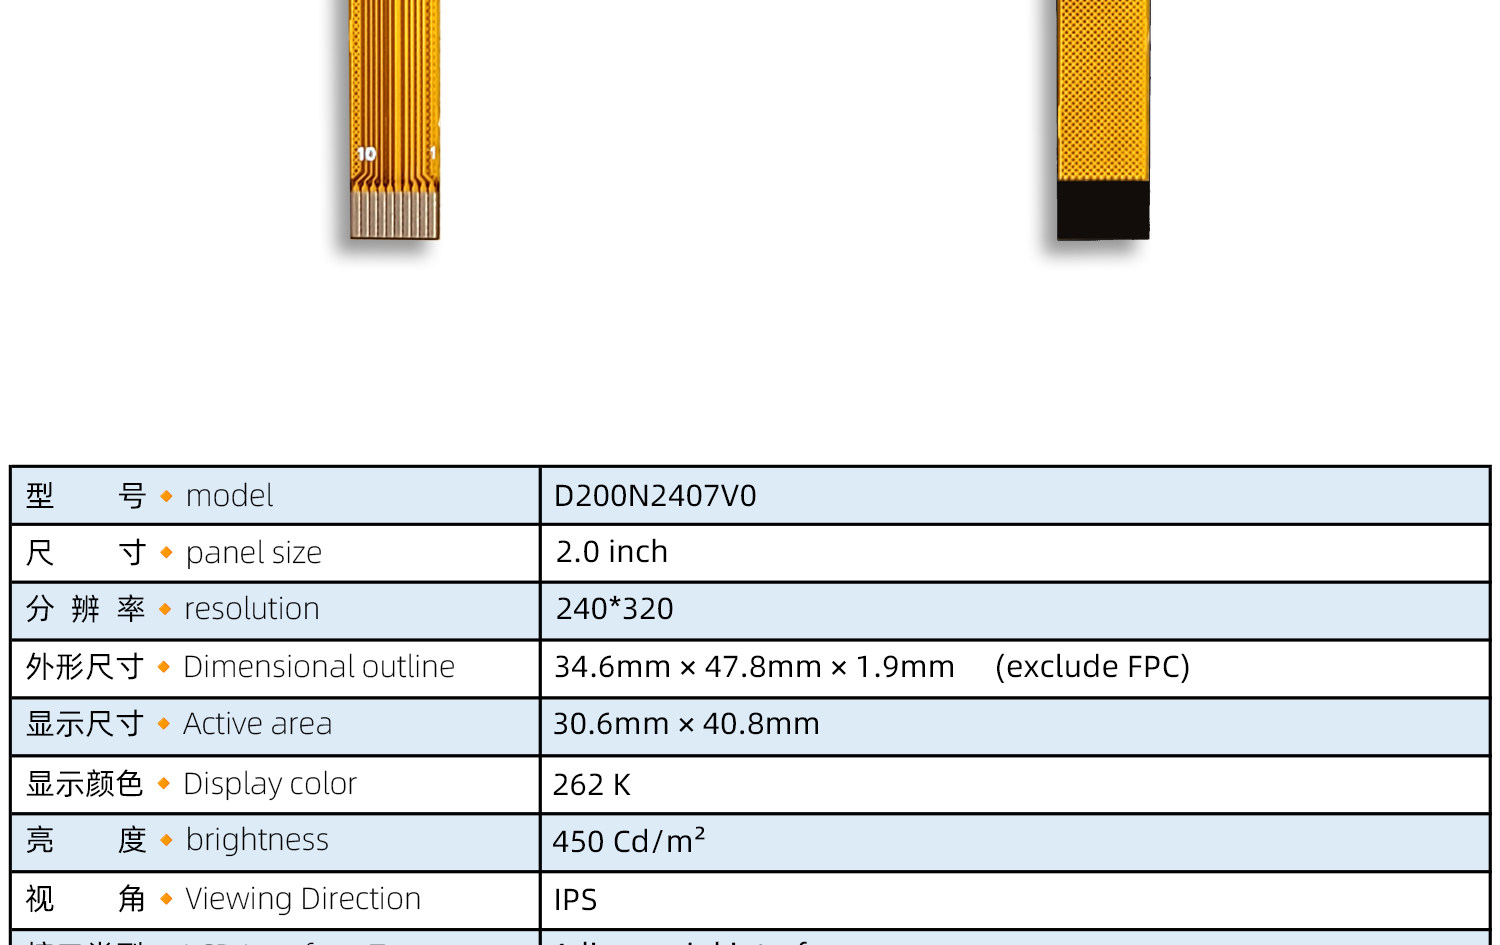 10 1
型 号 🔸 model D200N2407V0
尺 寸 🔸 panel size 2.0 inch
分 辨 率 🔸 resolution 240*320
外形尺寸 🔸 Dimensional outline 34.6mm × 47.8mm × 1.9mm (exclude FPC)
显示尺寸 🔸 Active area 30.6mm × 40.8mm
显示颜色 🔸 Display color 262 K
亮 度 🔸 brightness 450 Cd/m²
视 角 🔸 Viewing Direction IPS